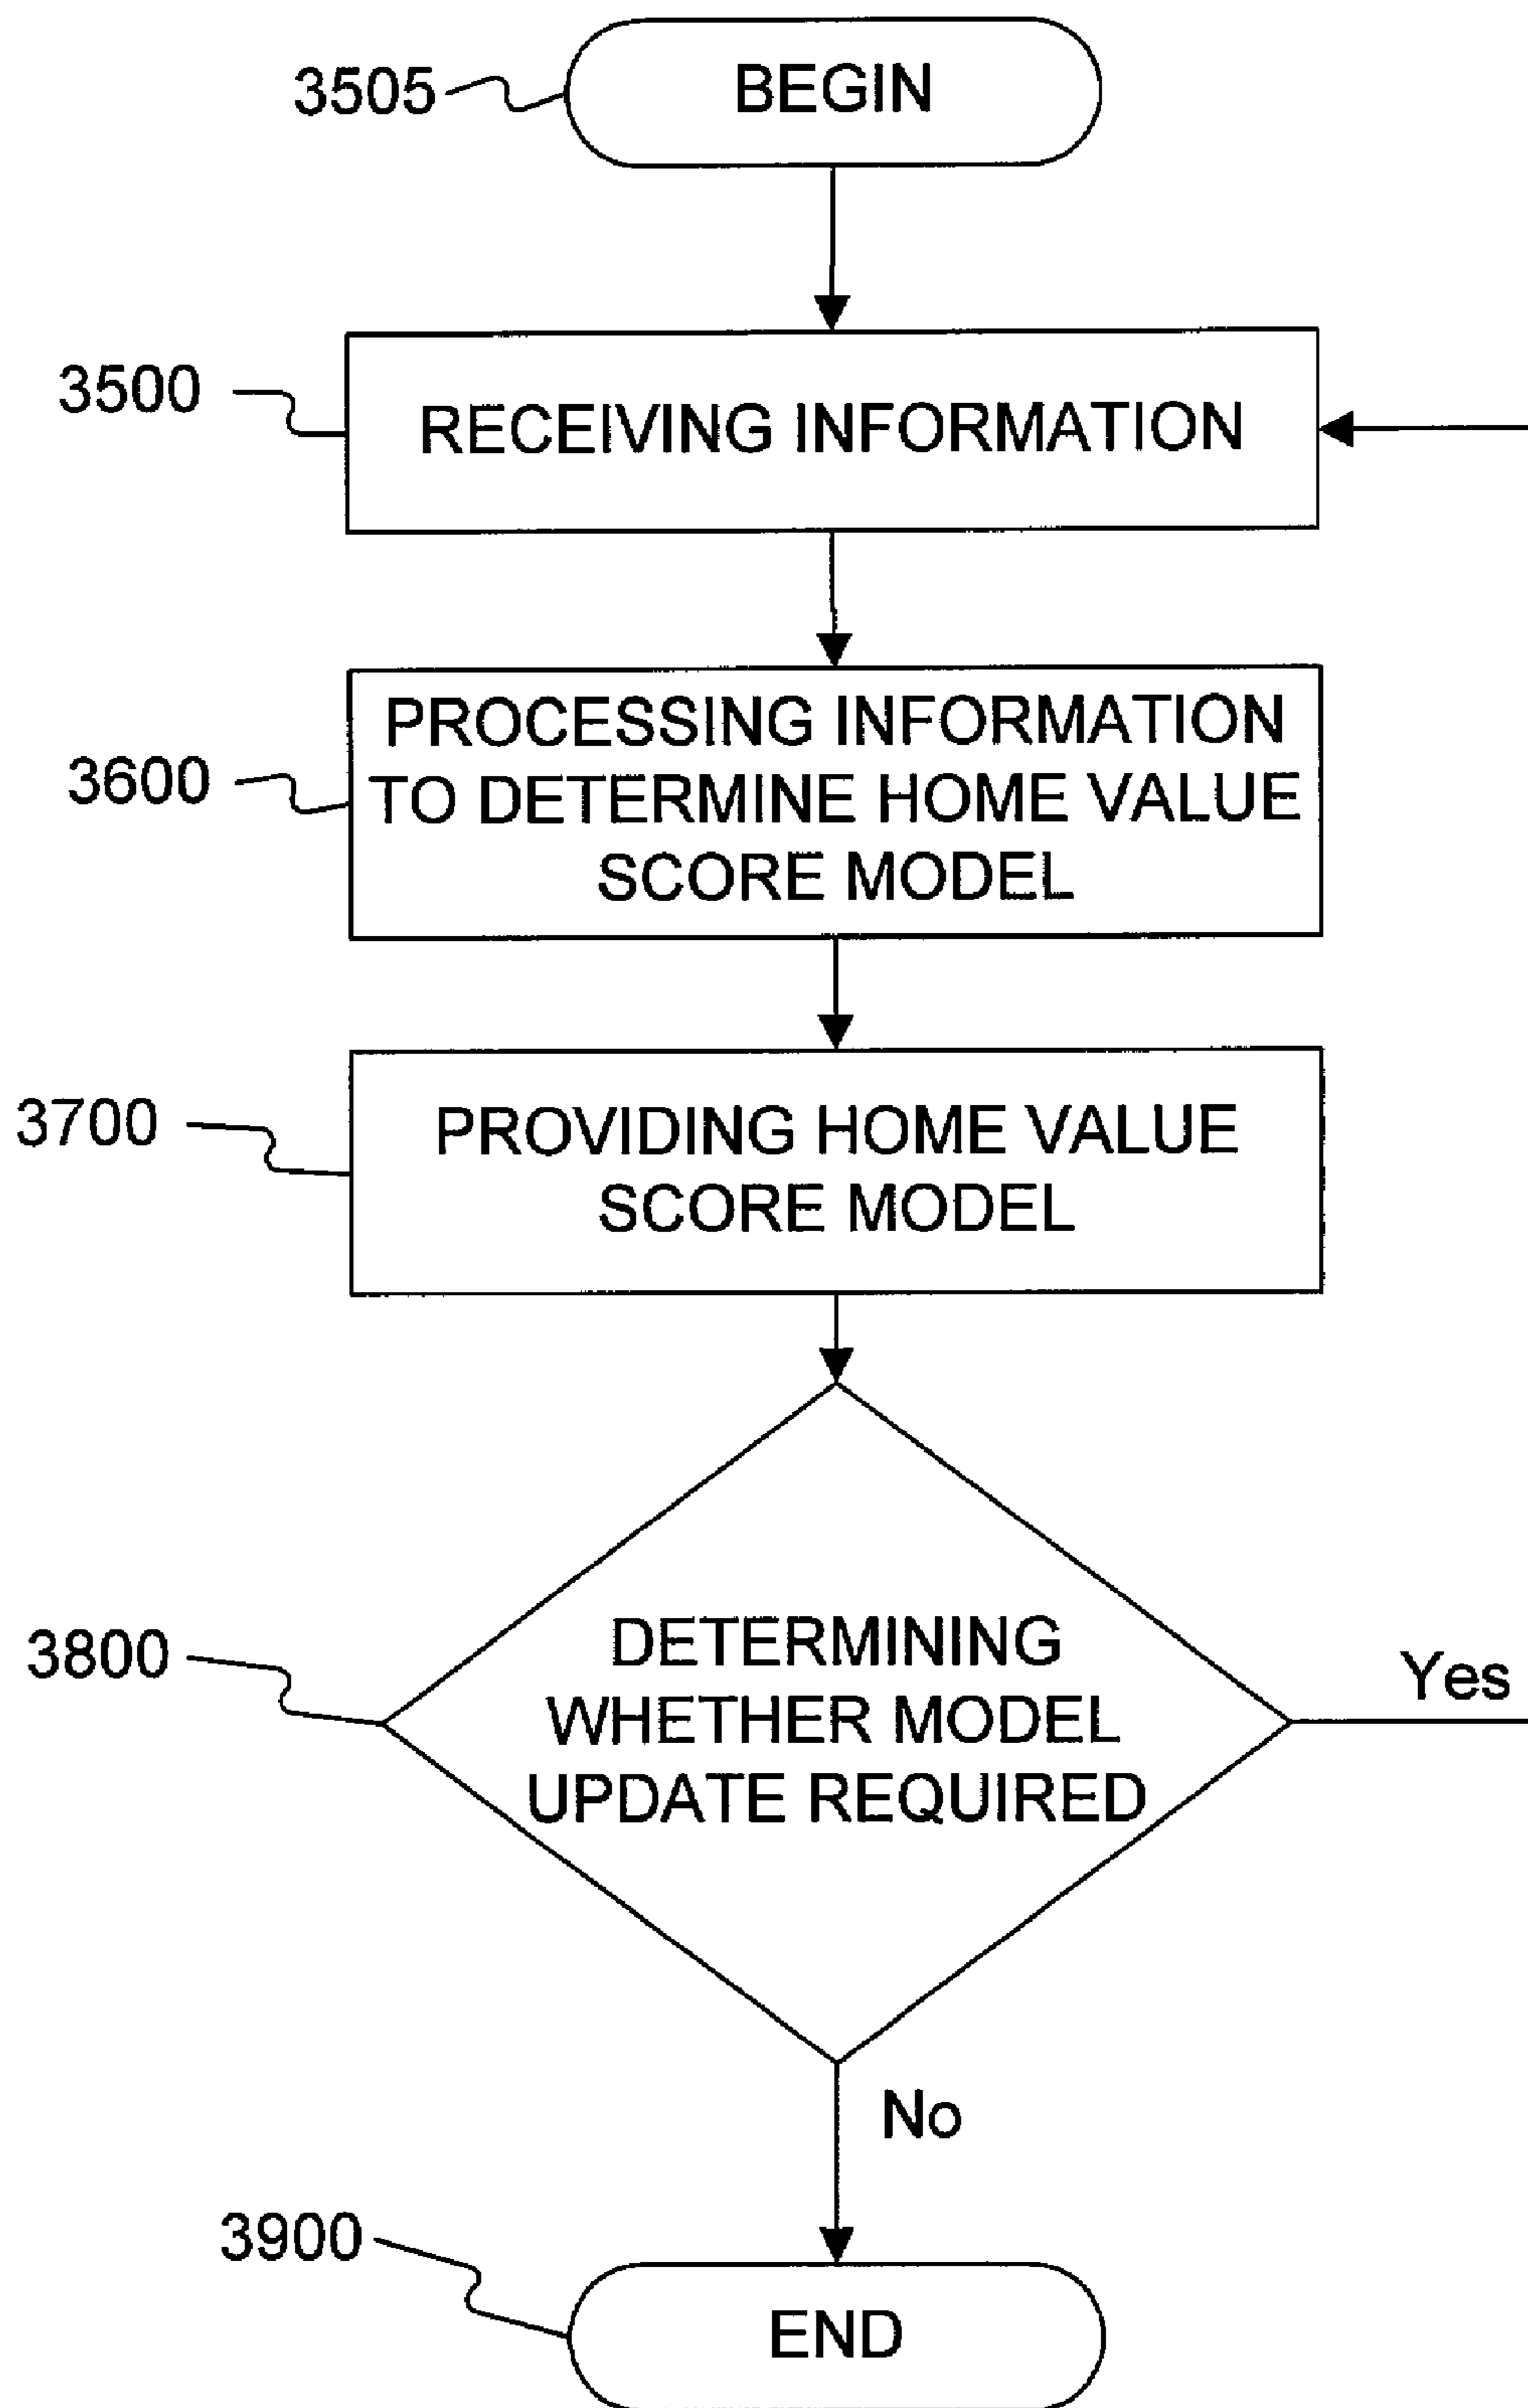 3505
BEGIN
3500
RECEIVING INFORMATION
3600
PROCESSING INFORMATION
TO DETERMINE HOME VALUE
SCORE MODEL
3700
PROVIDING HOME VALUE
SCORE MODEL
3800
DETERMINING
WHETHER MODEL
UPDATE REQUIRED
Yes
No
3900
END